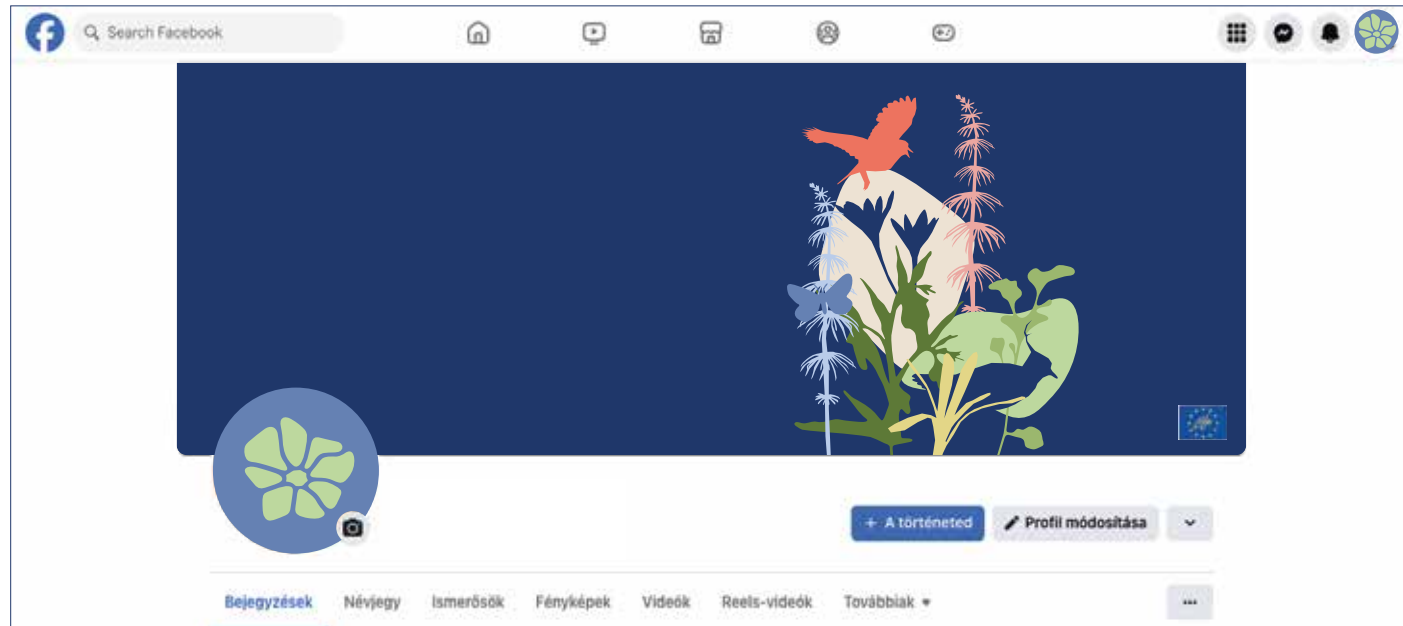 Search Facebook
+ A történeted
Profil módosítása
Bejegyzések Névjegy Ismerősök Fényképek Videók Reels-videók Továbbiak